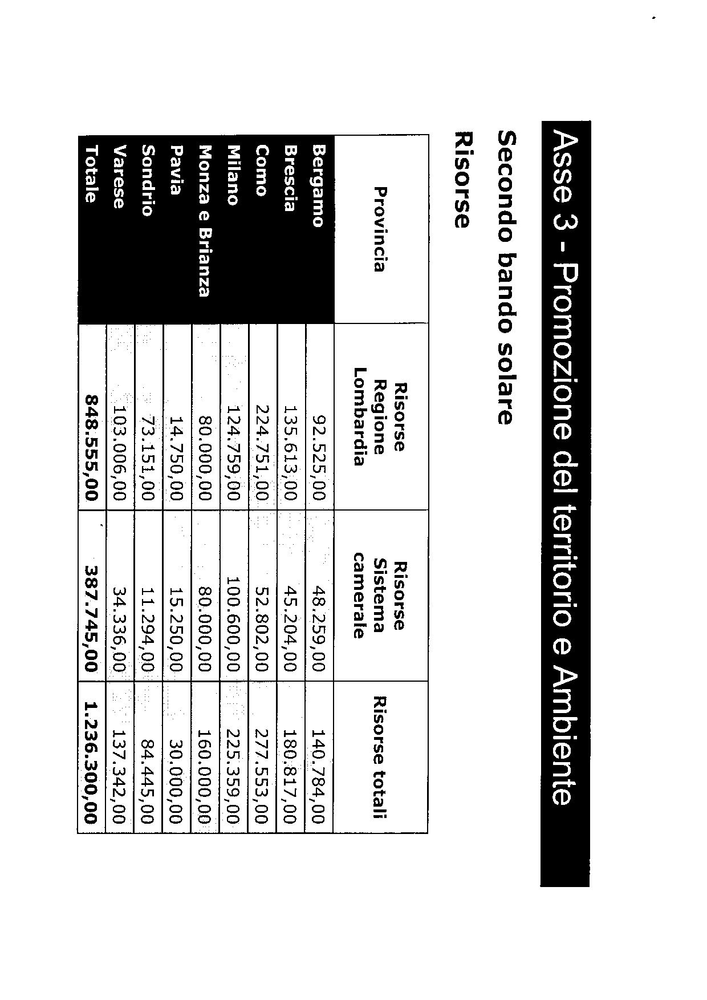 Asse 3 - Promozione del territorio e Ambiente
Secondo bando solare
Risorse
Provincia Risorse Regione Lombardia Risorse Sistema camerale Risorse totali
Bergamo 92.525,00 48.259,00 140.784,00
Brescia 135.613,00 45.204,00 180.817,00
Como 224.751,00 52.802,00 277.553,00
Milano 124.759,00 100.600,00 225.359,00
Monza e Brianza 80.000,00 80.000,00 160.000,00
Pavia 14.750,00 15.250,00 30.000,00
Sondrio 73.151,00 11.294,00 84.445,00
Varese 103.006,00 34.336,00 137.342,00
Totale 848.555,00 387.745,00 1.236.300,00